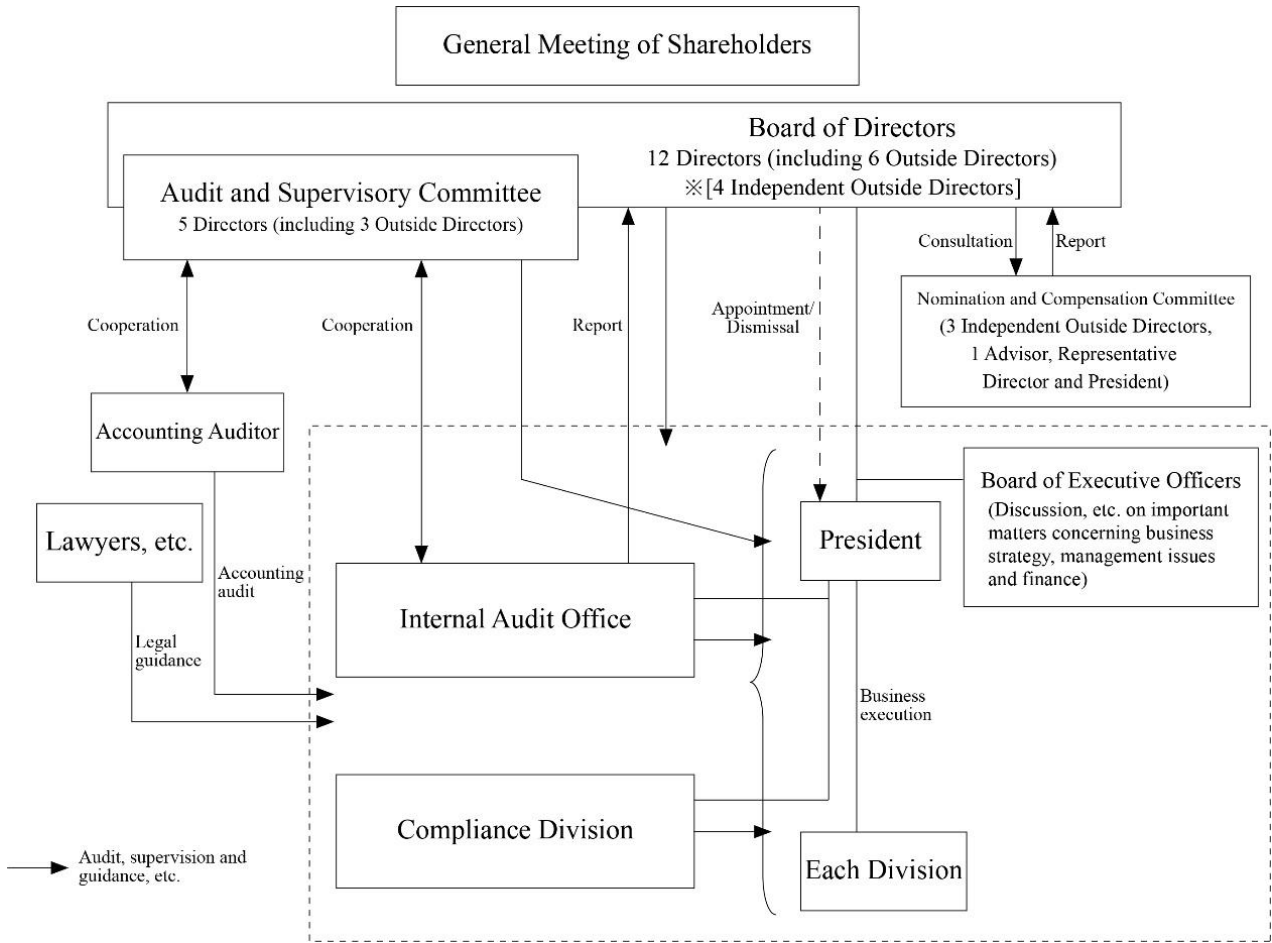 General Meeting of Shareholders
Board of Directors
12 Directors (including 6 Outside Directors)
※[4 Independent Outside Directors]
Audit and Supervisory Committee
5 Directors (including 3 Outside Directors)
Consultation
Report
Nomination and Compensation Committee
(3 Independent Outside Directors,
1 Advisor, Representative
Director and President)
Cooperation
Cooperation
Report
Appointment/
Dismissal
Accounting Auditor
Lawyers, etc.
Board of Executive Officers
(Discussion, etc. on important
matters concerning business
strategy, management issues
and finance)
President
Accounting
audit
Internal Audit Office
Legal
guidance
Business
execution
Compliance Division
Each Division
Audit, supervision and
guidance, etc.